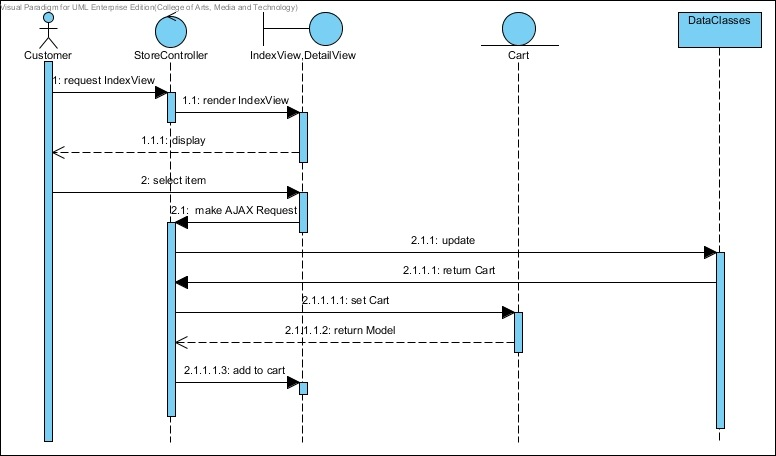 Visual Paradigm for UML Enterprise Edition(College of Arts, Media and Technology)
Customer
StoreController
IndexView,DetailView
Cart
DataClasses
1: request IndexView
1.1: render IndexView
1.1.1: display
2: select item
2.1: make AJAX Request
2.1.1: update
2.1.1.1: return Cart
2.1.1.1.1: set Cart
2.1.1.1.2: return Model
2.1.1.1.3: add to cart